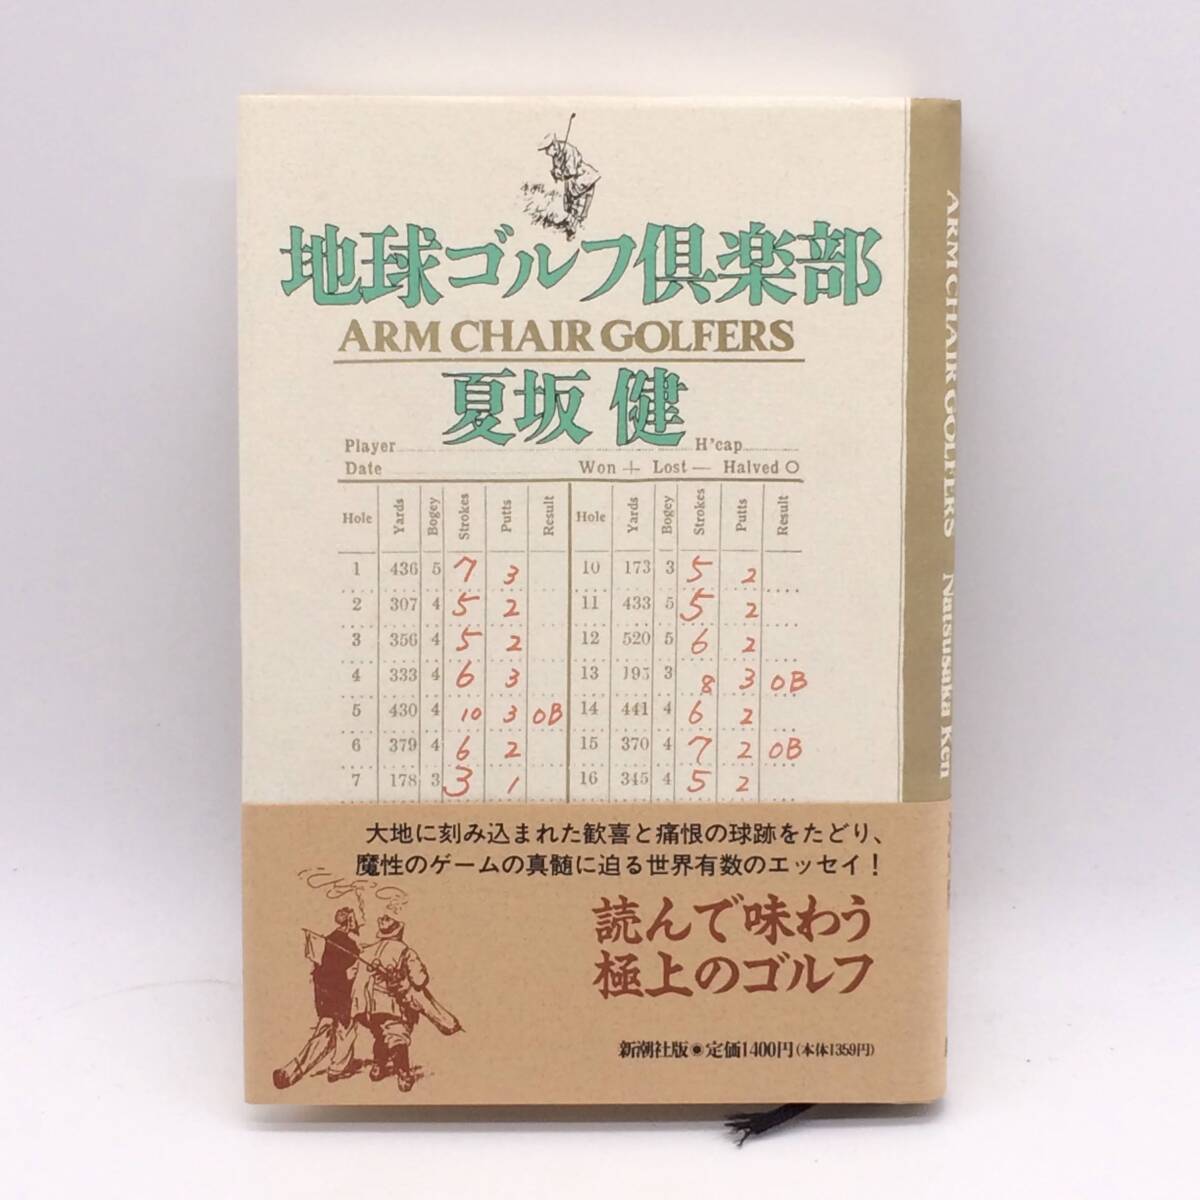 地球ゴルフ倶楽部
ARM CHAIR GOLFERS
夏坂 健
Player H'cap
Date Won + Lost — Halved O
Hole Yards Bogey Strokes Putts Result Hole Yards Bogey Strokes Putts Result
1 436 5 7 3 10 173 3 5 2
2 307 4 5 2 11 433 5 5 2
3 356 4 5 2 12 520 5 6 2
4 333 4 6 3 13 195 3 8 3 OB
5 430 4 10 3 OB 14 441 4 6 2
6 379 4 6 2 15 370 4 7 2 OB
7 178 3 3 1 16 345 4 5 2
大地に刻み込まれた歓喜と痛恨の球跡をたどり、
魔性のゲームの真髄に迫る世界有数のエッセイ!
読んで味わう
極上のゴルフ
新潮社版●定価1400円(本体1359円)
ARM CHAIR GOLFERS Natsusaka Ken